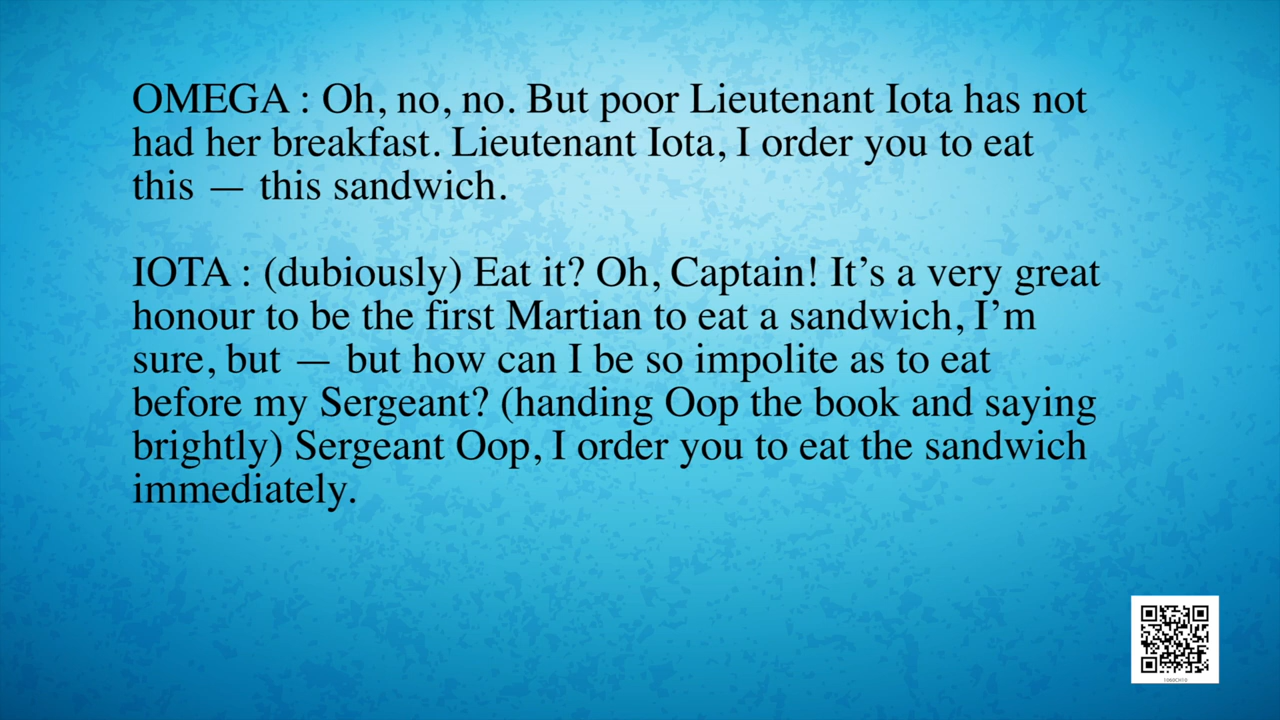 OMEGA : Oh, no, no. But poor Lieutenant Iota has not
had her breakfast. Lieutenant Iota, I order you to eat
this — this sandwich.
IOTA : (dubiously) Eat it? Oh, Captain! It’s a very great
honour to be the first Martian to eat a sandwich, I’m
sure, but — but how can I be so impolite as to eat
before my Sergeant? (handing Oop the book and saying
brightly) Sergeant Oop, I order you to eat the sandwich
immediately.